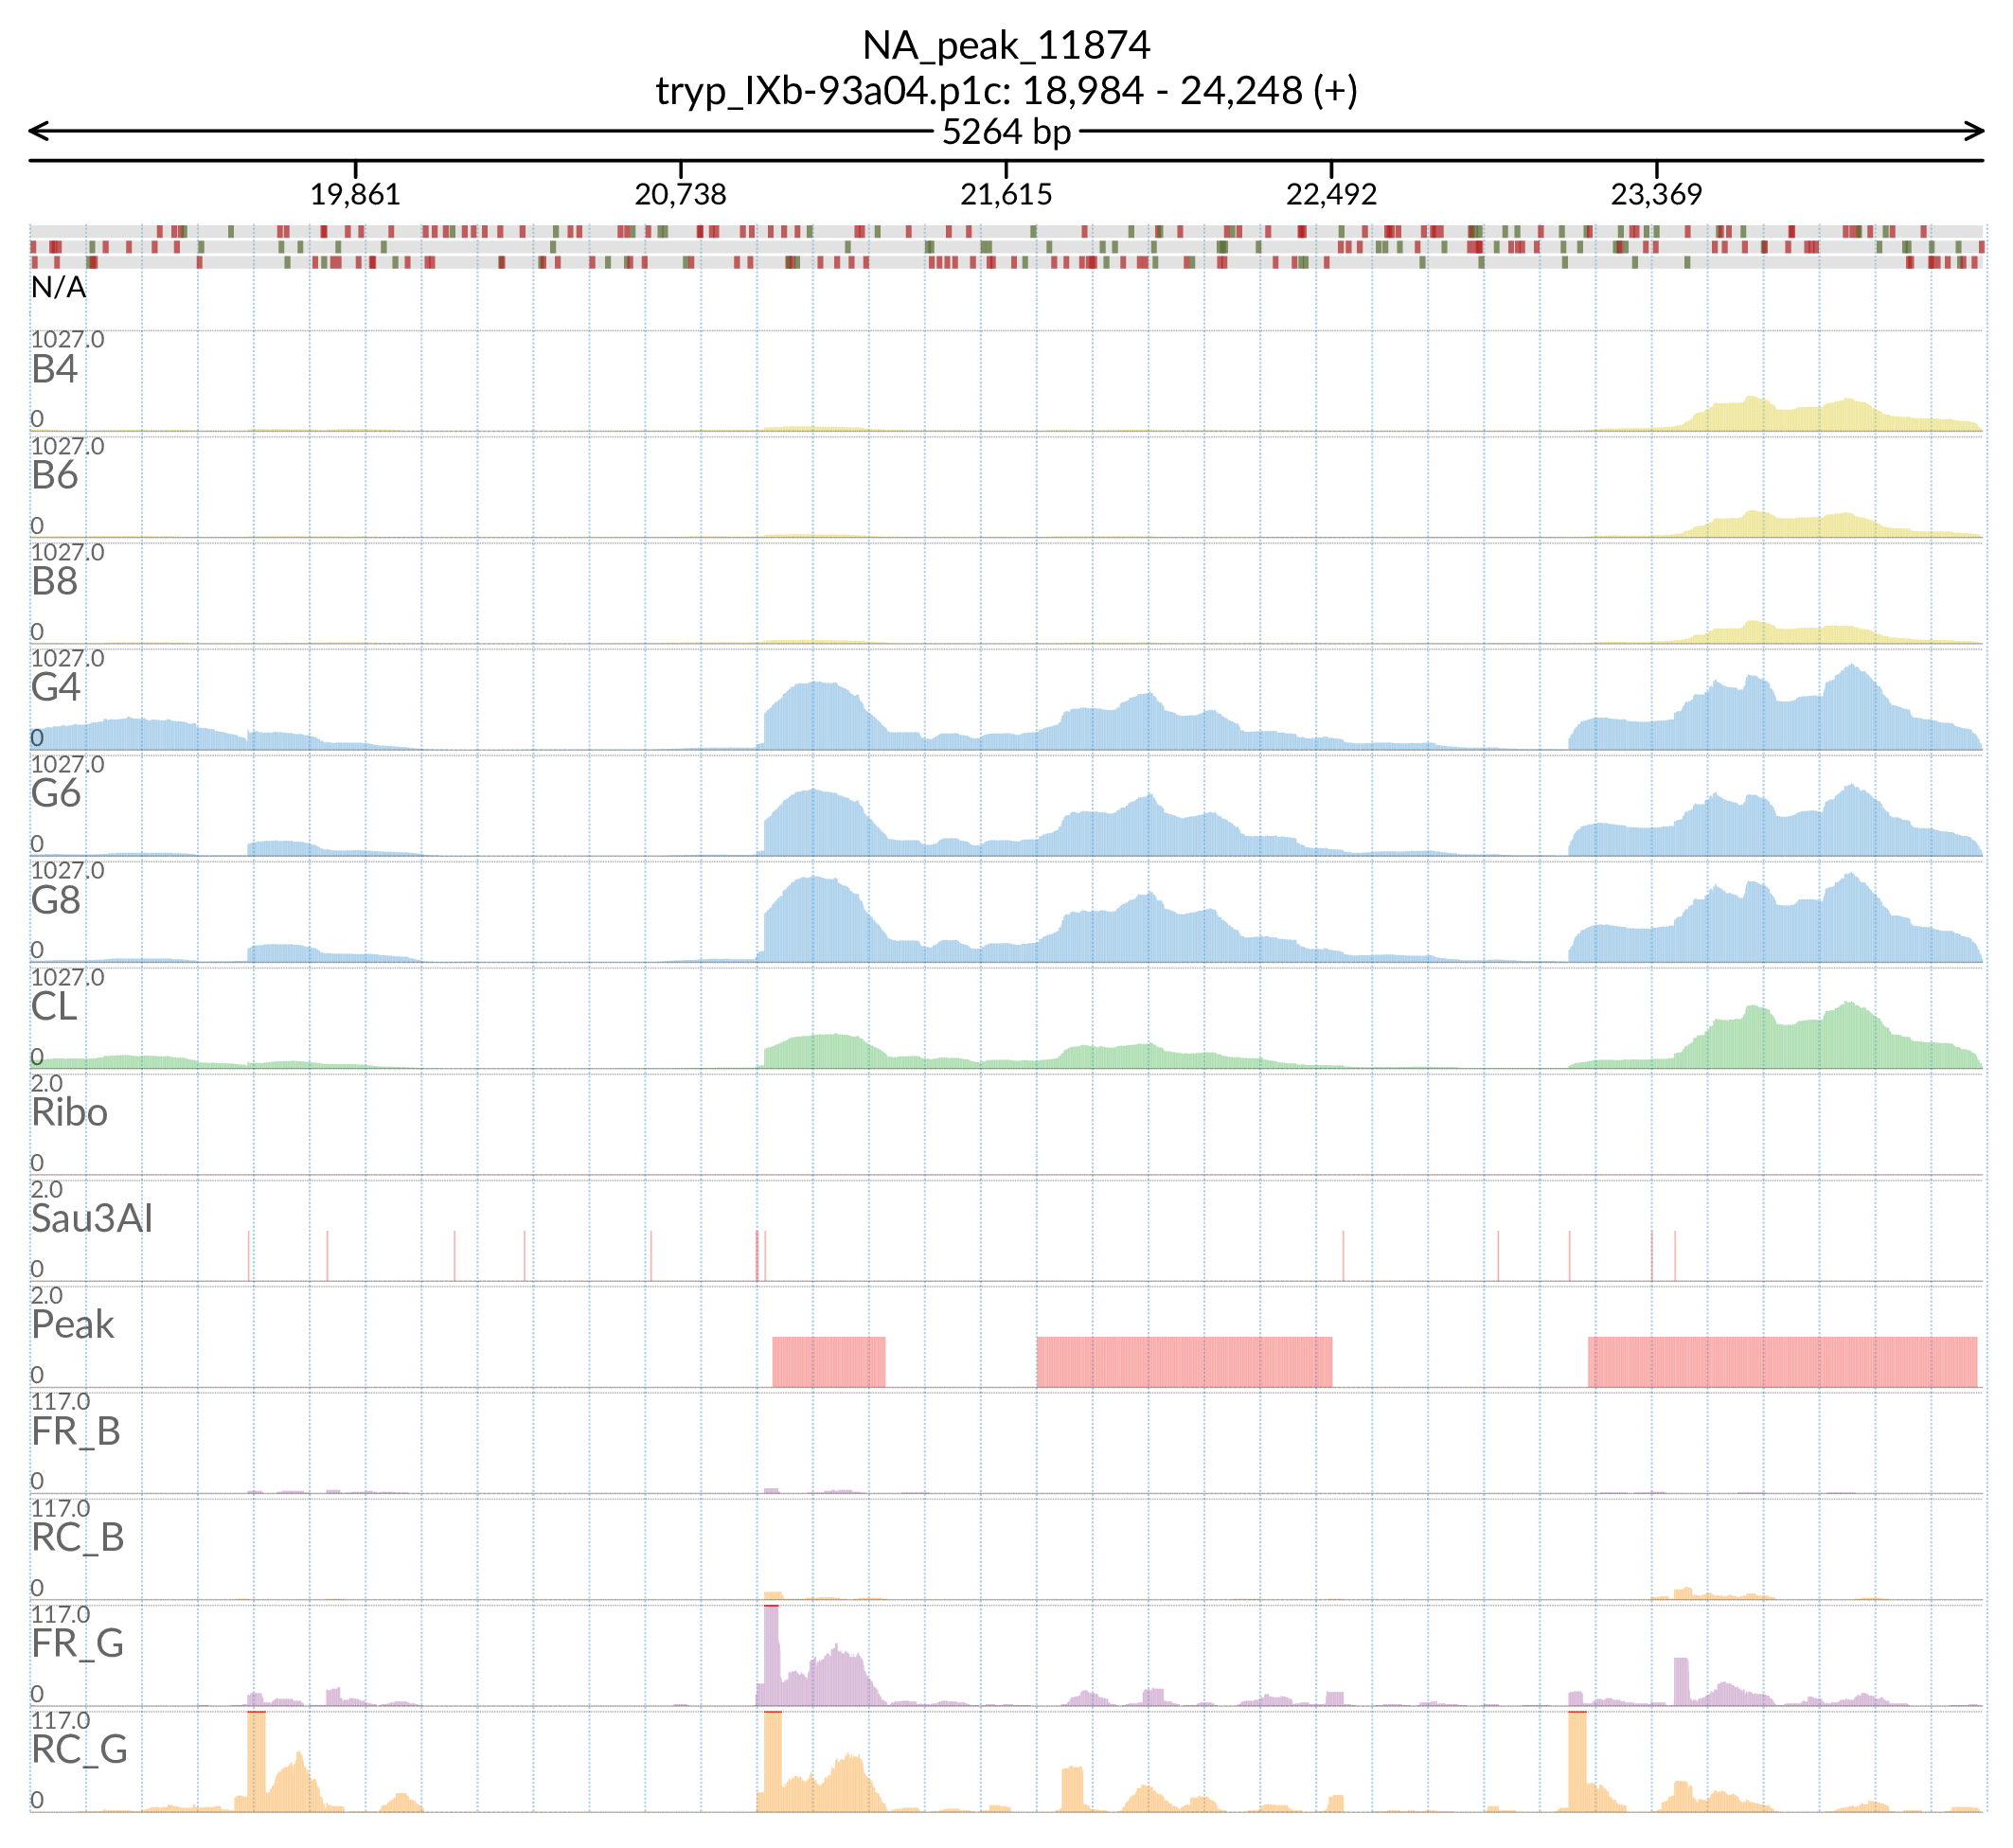 NA_peak_11874
tryp_IXb-93a04.p1c: 18,984 - 24,248 (+)
5264 bp
19,861 20,738 21,615 22,492 23,369
N/A
1027.0
B4
0
1027.0
B6
0
1027.0
B8
0
1027.0
G4
0
1027.0
G6
0
1027.0
G8
0
1027.0
CL
0
2.0
Ribo
0
2.0
Sau3AI
0
2.0
Peak
0
117.0
FR_B
0
117.0
RC_B
0
117.0
FR_G
0
117.0
RC_G
0